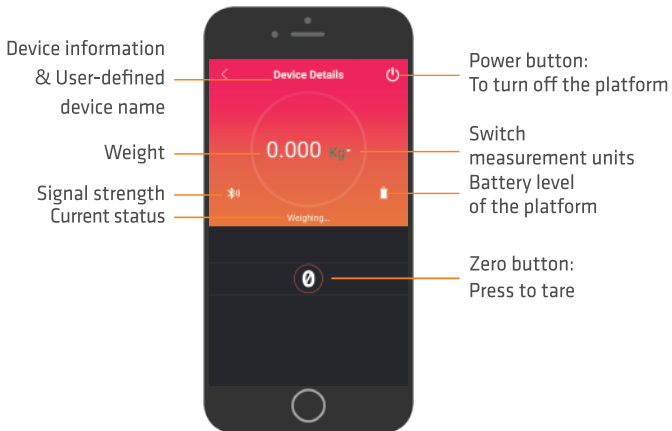 Device information
& User-defined
device name
Weight
Signal strength
Current status
Device Details
0.000 Kg
Weighing...
0
Power button:
To turn off the platform
Switch
measurement units
Battery level
of the platform
Zero button:
Press to tare